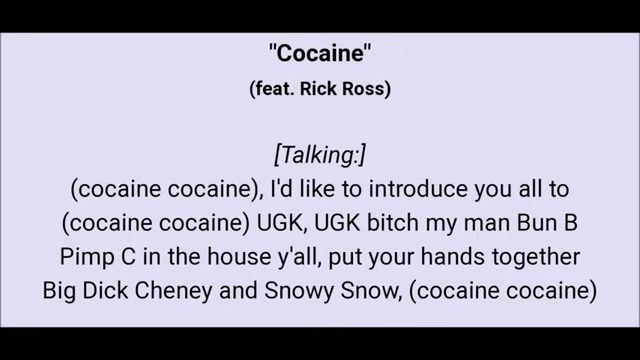 "Cocaine"
(feat. Rick Ross)
[Talking:]
(cocaine cocaine), I'd like to introduce you all to
(cocaine cocaine) UGK, UGK bitch my man Bun B
Pimp C in the house y'all, put your hands together
Big Dick Cheney and Snowy Snow, (cocaine cocaine)